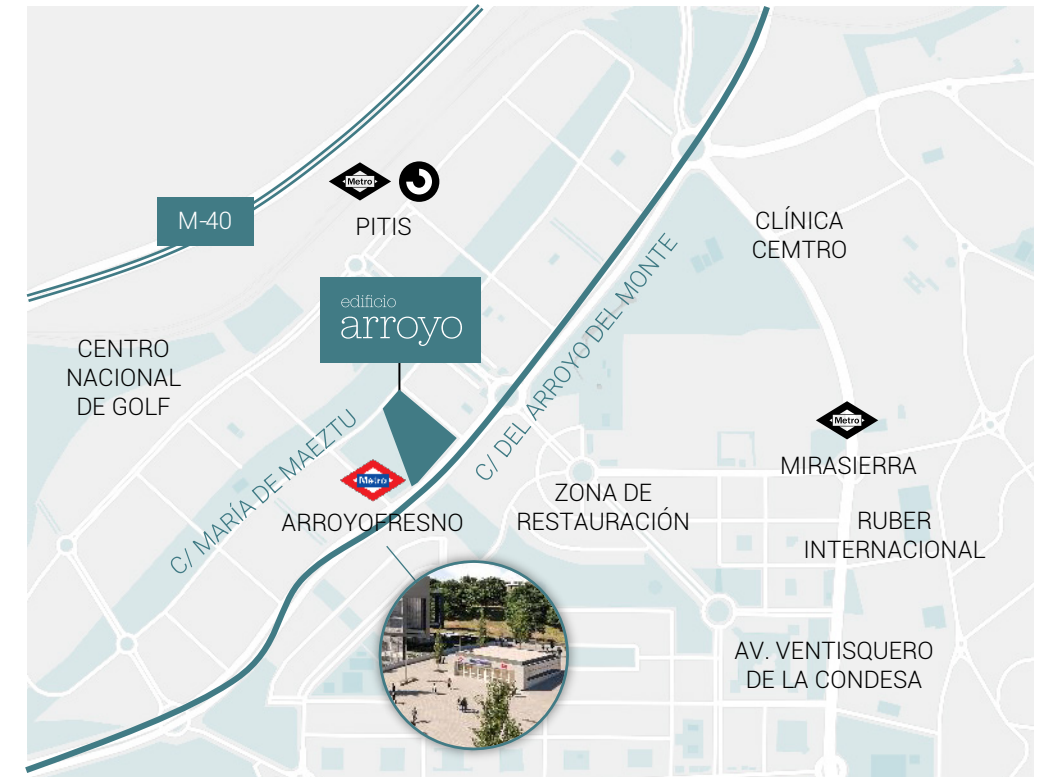 Metro
PITIS
M-40
CLÍNICA
CEMTRO
edificio
arroyo
C/ DEL ARROYO DEL MONTE
CENTRO
NACIONAL
DE GOLF
C/ MARÍA DE MAEZTU
Metro
MIRASIERRA
Metro
ARROYOFRESNO
ZONA DE
RESTAURACIÓN
RUBER
INTERNACIONAL
AV. VENTISQUERO
DE LA CONDESA